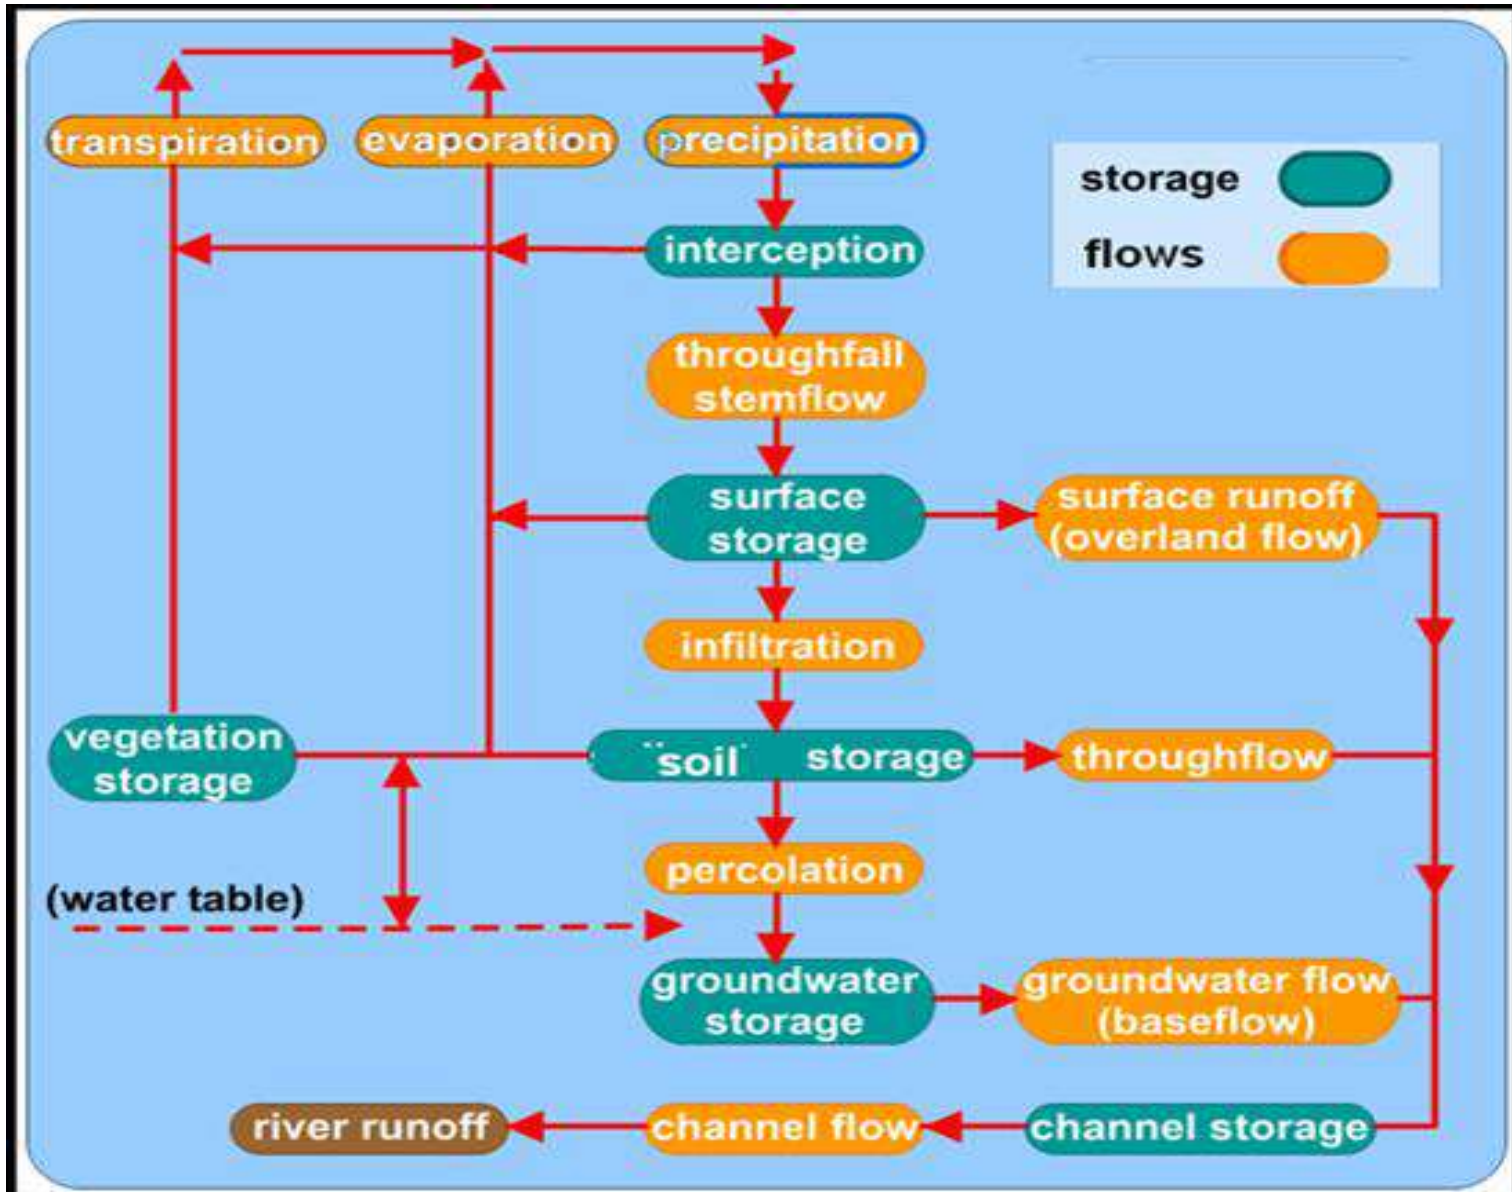 transpiration
evaporation
precipitation
storage
flows
interception
throughfall
stemflow
surface
storage
surface runoff
(overland flow)
infiltration
vegetation
storage
soil storage
throughflow
percolation
(water table)
groundwater
storage
groundwater flow
(baseflow)
river runoff
channel flow
channel storage